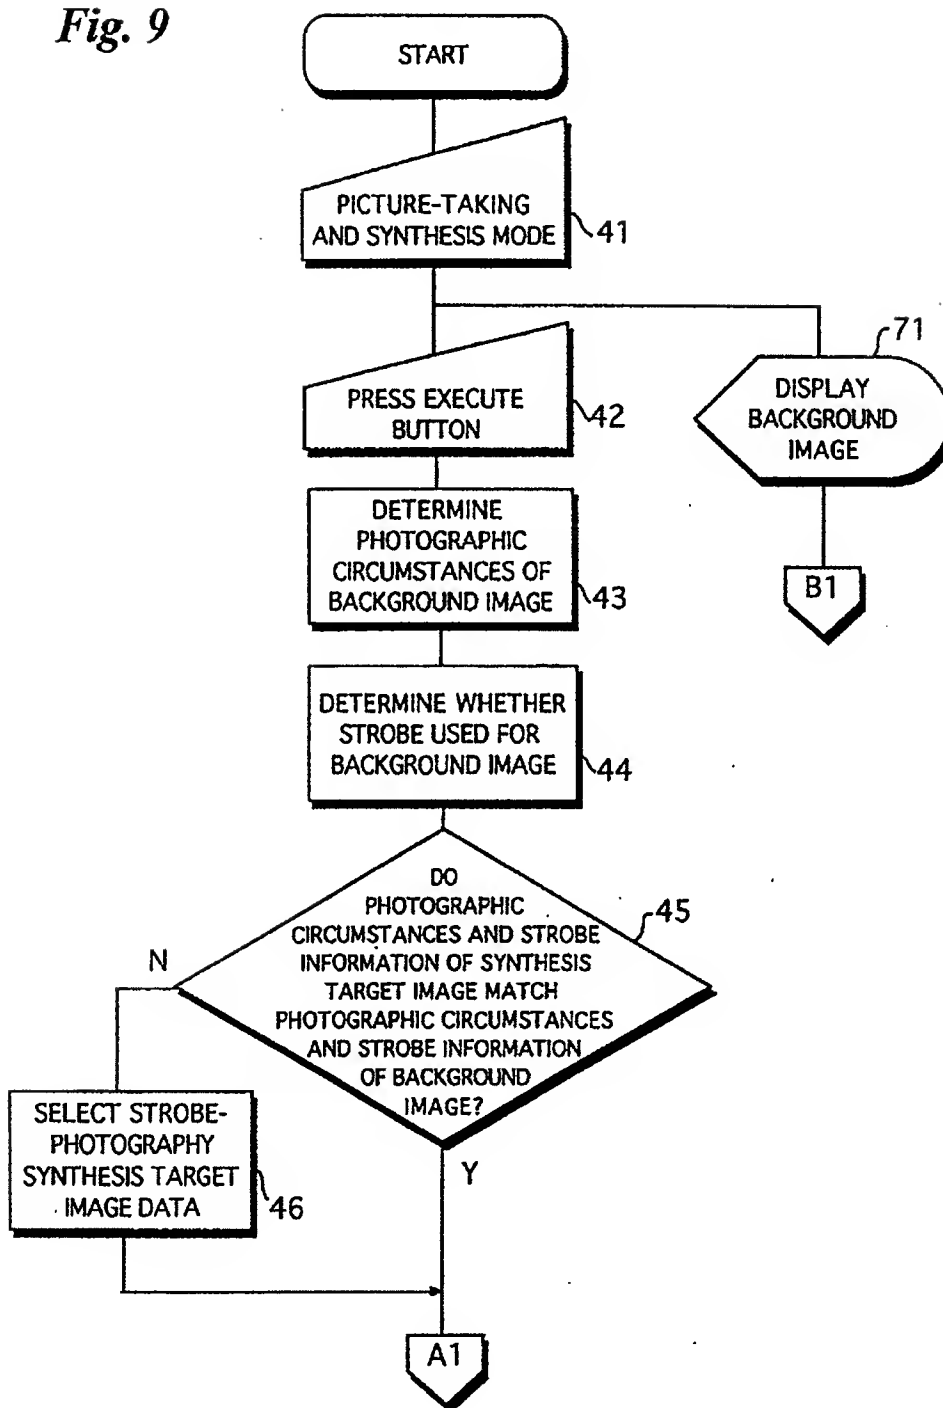 Fig. 9
START
PICTURE-TAKING
AND SYNTHESIS MODE
41
PRESS EXECUTE
BUTTON
42
71
DISPLAY
BACKGROUND
IMAGE
DETERMINE
PHOTOGRAPHIC
CIRCUMSTANCES OF
BACKGROUND IMAGE
43
B1
DETERMINE WHETHER
STROBE USED FOR
BACKGROUND IMAGE
44
DO
PHOTOGRAPHIC
CIRCUMSTANCES AND STROBE
INFORMATION OF SYNTHESIS
TARGET IMAGE MATCH
PHOTOGRAPHIC CIRCUMSTANCES
AND STROBE INFORMATION
OF BACKGROUND
IMAGE?
45
N
Y
SELECT STROBE-
PHOTOGRAPHY
SYNTHESIS TARGET
IMAGE DATA
46
A1